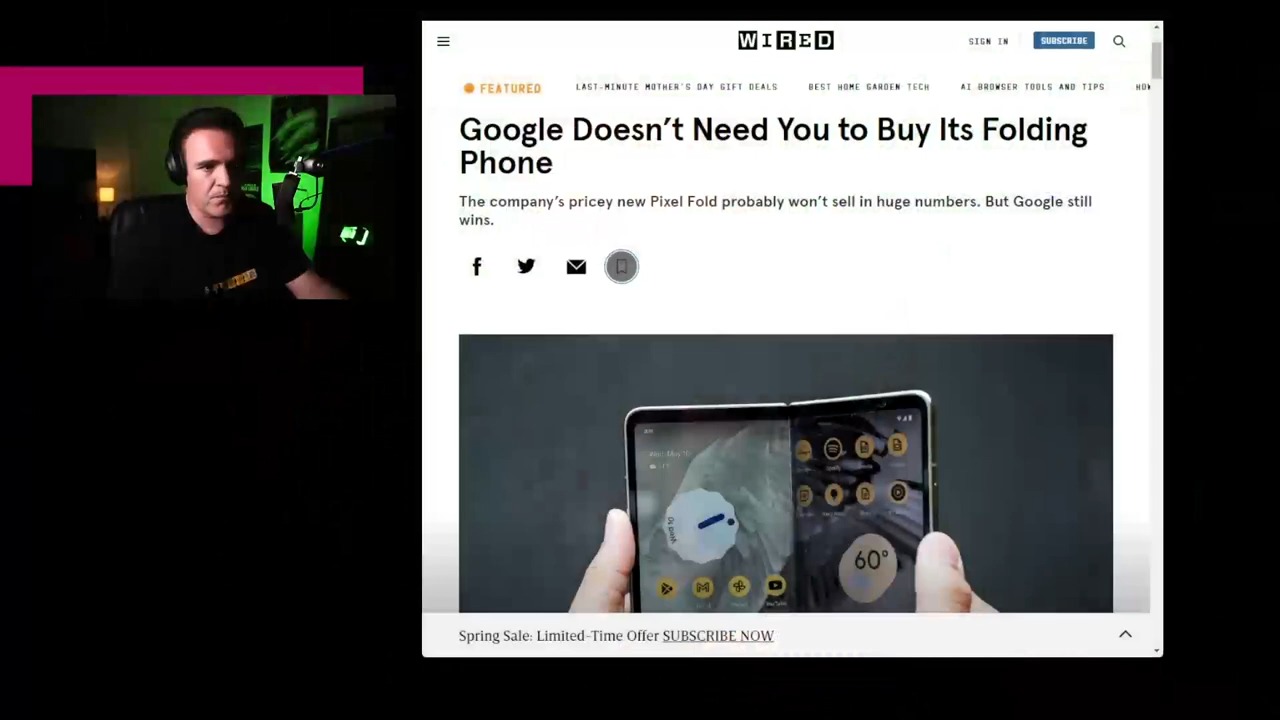 WIRED
SIGN IN
SUBSCRIBE
FEATURED
LAST-MINUTE MOTHER'S DAY GIFT DEALS
BEST HOME GARDEN TECH
AI BROWSER TOOLS AND TIPS
Google Doesn't Need You to Buy Its Folding
Phone
The company's pricey new Pixel Fold probably won't sell in huge numbers. But Google still
wins.
60°
Spring Sale: Limited-Time Offer SUBSCRIBE NOW